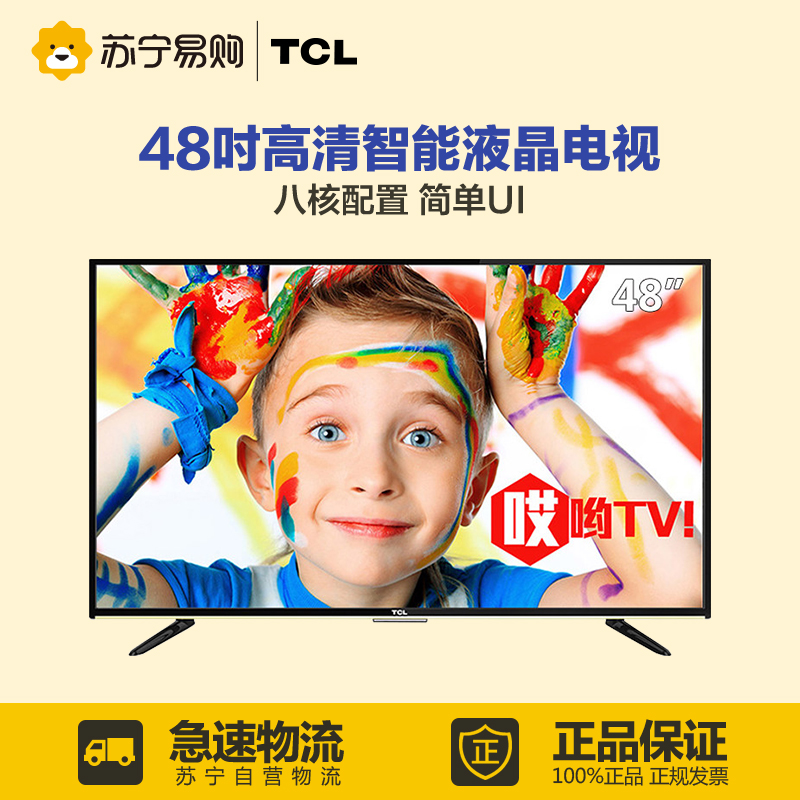 苏宁易购 TCL
48吋高清智能液晶电视
八核配置 简单UI
48”
哎哟TV!
TCL
急速物流
苏宁自营物流
正
正品保证
100%正品 正规发票